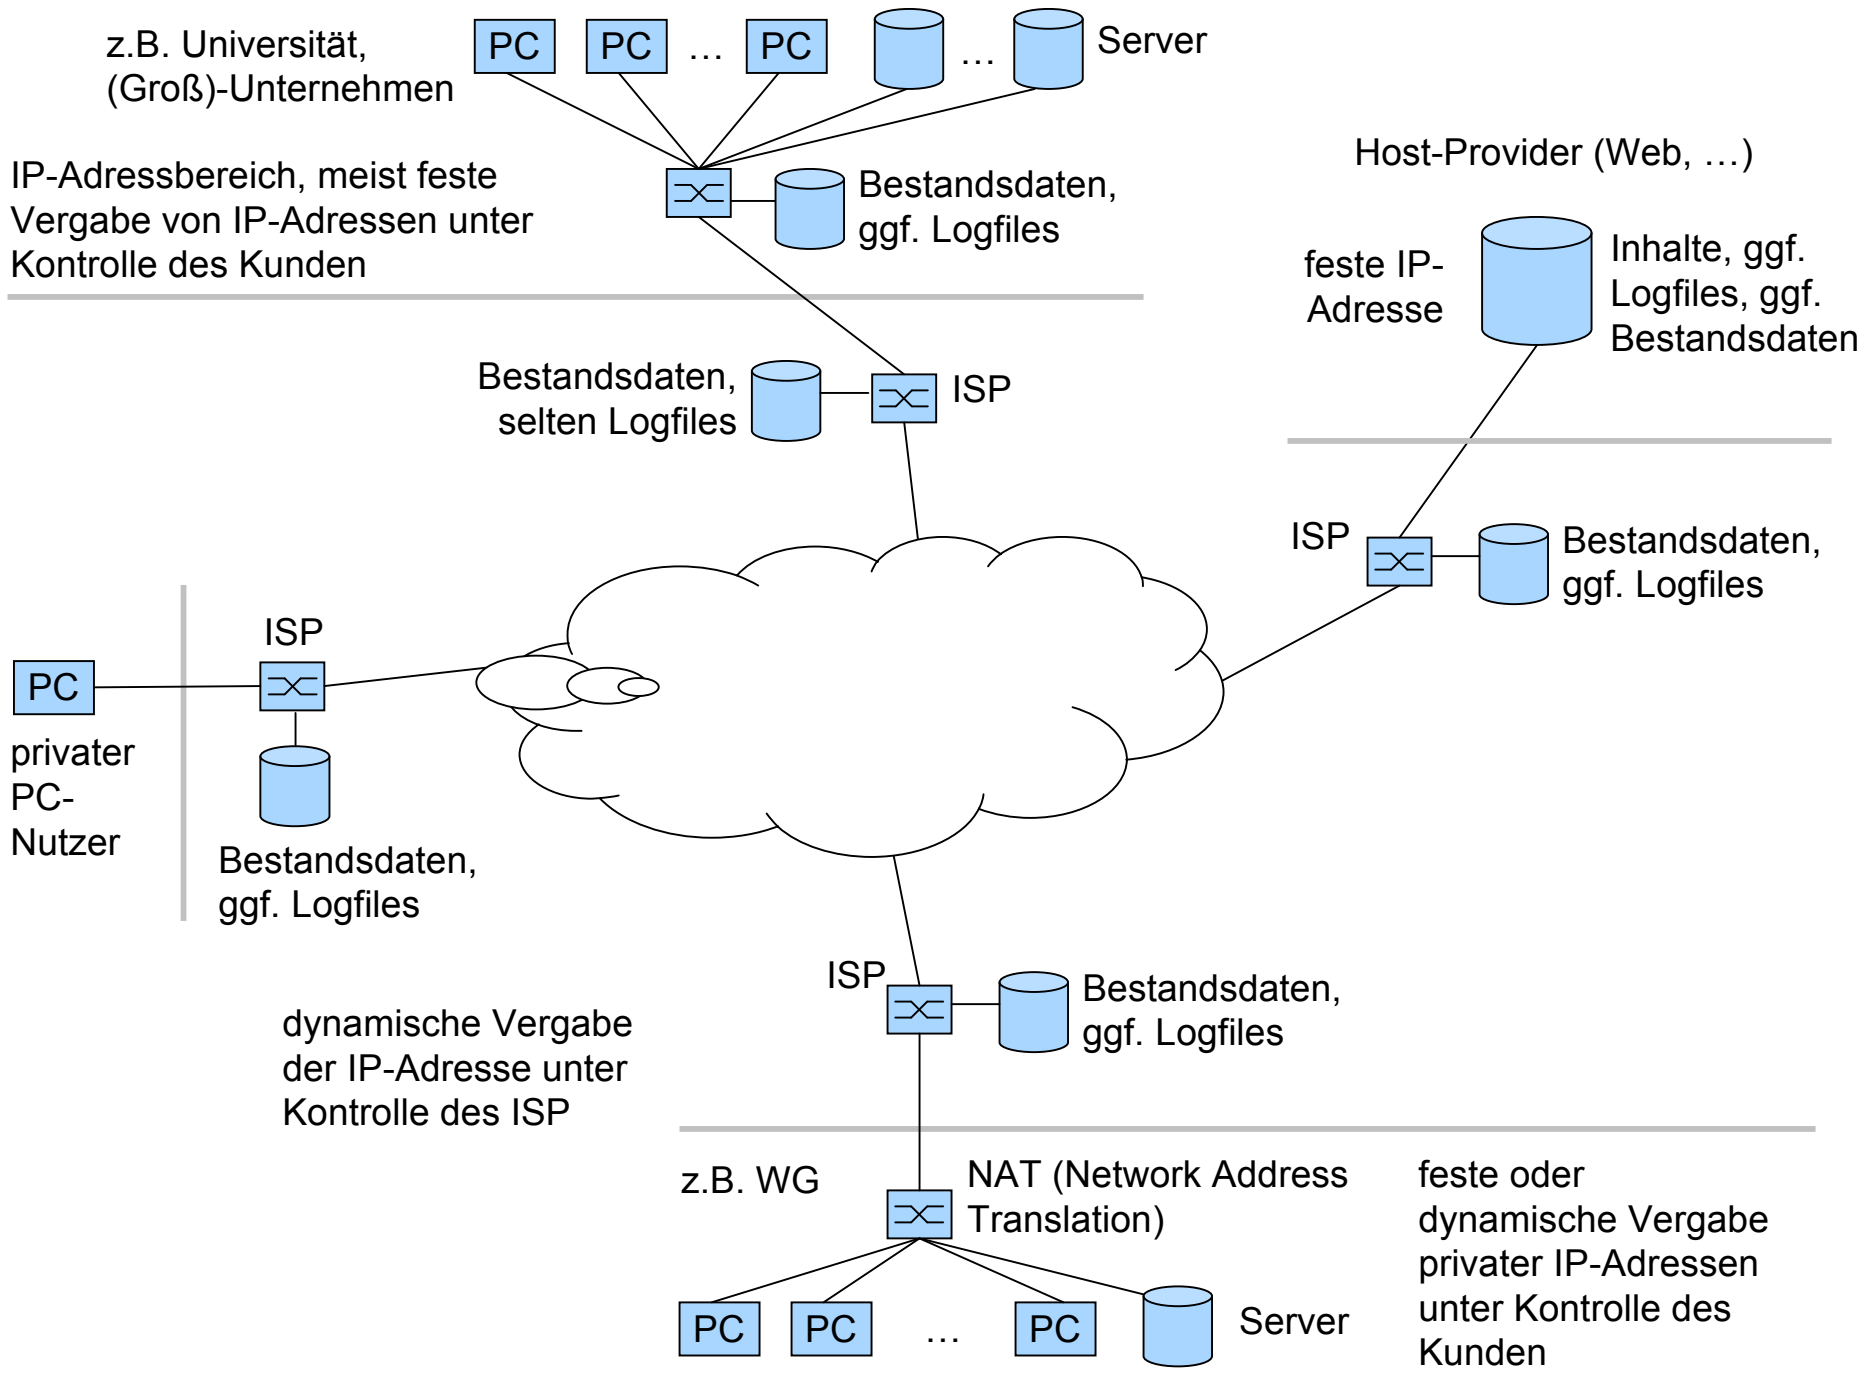 z.B. Universität,
(Groß)-Unternehmen
PC
PC
…
PC
…
Server
IP-Adressbereich, meist feste
Vergabe von IP-Adressen unter
Kontrolle des Kunden
Bestandsdaten,
ggf. Logfiles
Host-Provider (Web, …)
feste IP-
Adresse
Inhalte, ggf.
Logfiles, ggf.
Bestandsdaten
Bestandsdaten,
selten Logfiles
ISP
ISP
Bestandsdaten,
ggf. Logfiles
ISP
PC
privater
PC-
Nutzer
Bestandsdaten,
ggf. Logfiles
ISP
Bestandsdaten,
ggf. Logfiles
dynamische Vergabe
der IP-Adresse unter
Kontrolle des ISP
z.B. WG
NAT (Network Address
Translation)
feste oder
dynamische Vergabe
privater IP-Adressen
unter Kontrolle des
Kunden
PC
PC
…
PC
Server